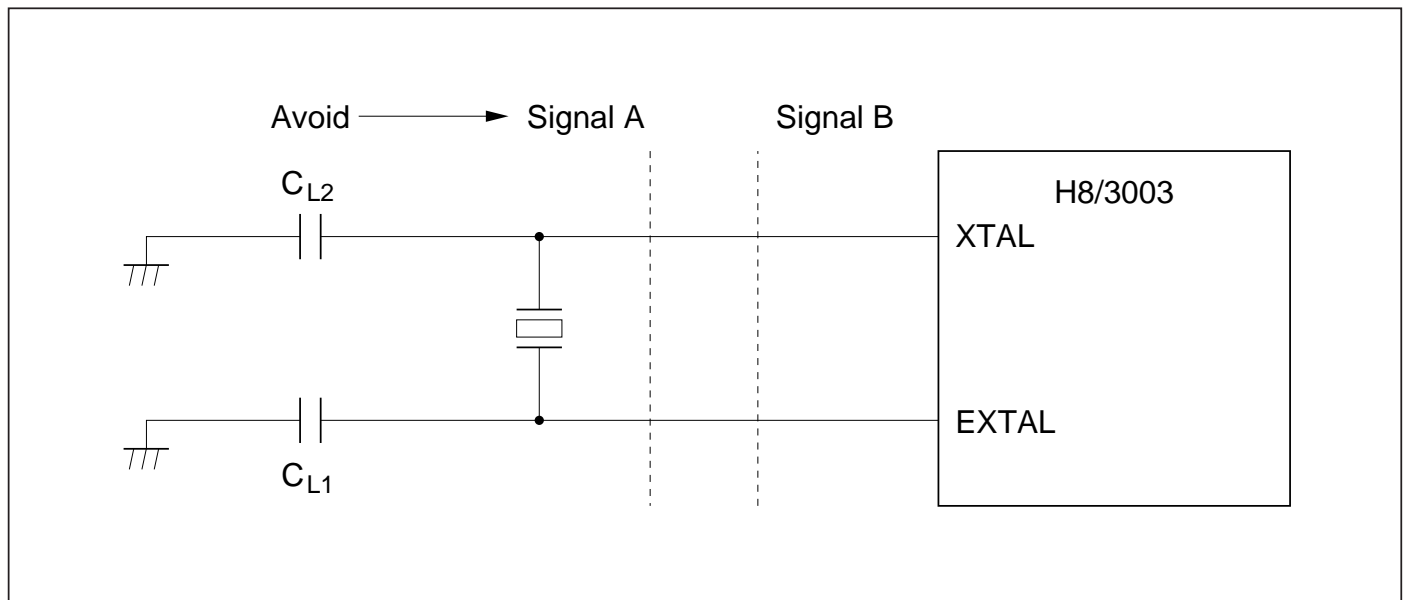 Avoid Signal A Signal B
H8/3003
CL2
XTAL
EXTAL
CL1